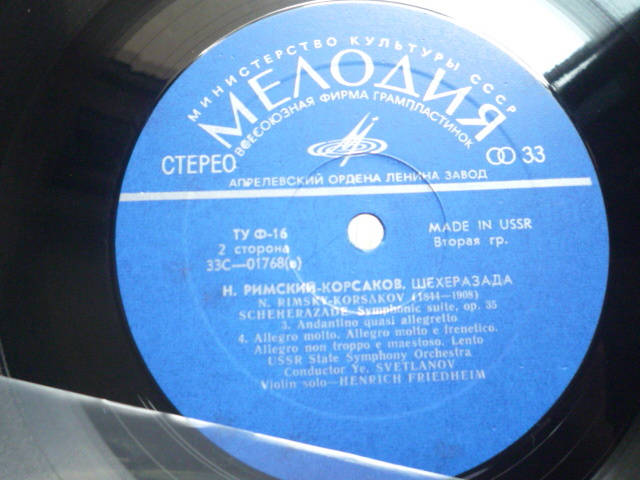 МИНИСТЕРСТВО КУЛЬТУРЫ СССР
МЕЛОДИЯ
ВСЕСОЮЗНАЯ ФИРМА ГРАМПЛАСТИНОК
СТЕРЕО
33
АПРЕЛЕВСКИЙ ОРДЕНА ЛЕНИНА ЗАВОД
ТУ Ф-16
MADE IN USSR
2 сторона
Вторая гр.
33С—01768(а)
Н. РИМСКИЙ-КОРСАКОВ. ШЕХЕРАЗАДА
N. RIMSKY-KORSAKOV (1844—1908)
SCHEHERAZADE Symphonic suite, op. 35
3. Andantino quasi allegretto
4. Allegro molto. Allegro molto e frenetico.
Allegro non troppo e maestoso. Lento
USSR State Symphony Orchestra
Conductor Ye. SVETLANOV
Violin solo—HENRICH FRIEDHEIM